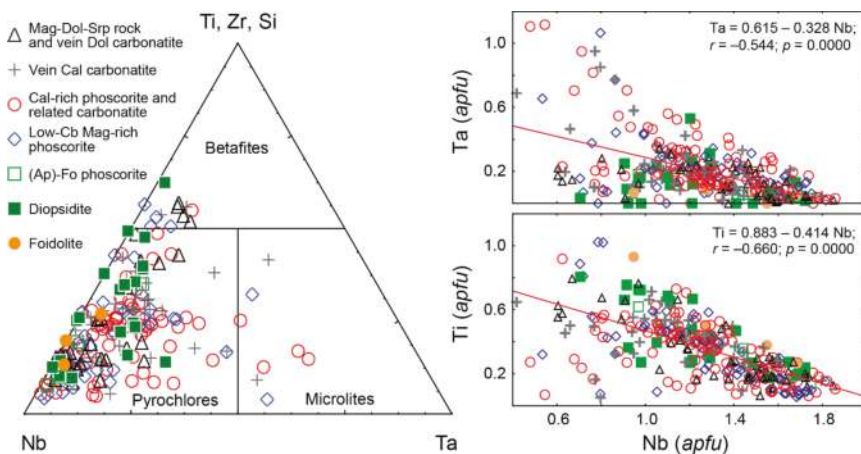 Mag-Dol-Srp rock
and vein Dol carbonatite
Vein Cal carbonatite
Cal-rich phoscorite and
related carbonatite
Low-Cb Mag-rich
phoscorite
(Ap)-Fo phoscorite
Diopsidite
Foidolite
Ti, Zr, Si
Betafites
Pyrochlores
Microlites
Nb
Ta
Ta = 0.615 – 0.328 Nb;
r = –0.544; p = 0.0000
Ta (apfu)
1.0
0.6
0.2
Ti = 0.883 – 0.414 Nb;
r = –0.660; p = 0.0000
Ti (apfu)
1.0
0.6
0.2
0.6 1.0 1.4 1.8
Nb (apfu)